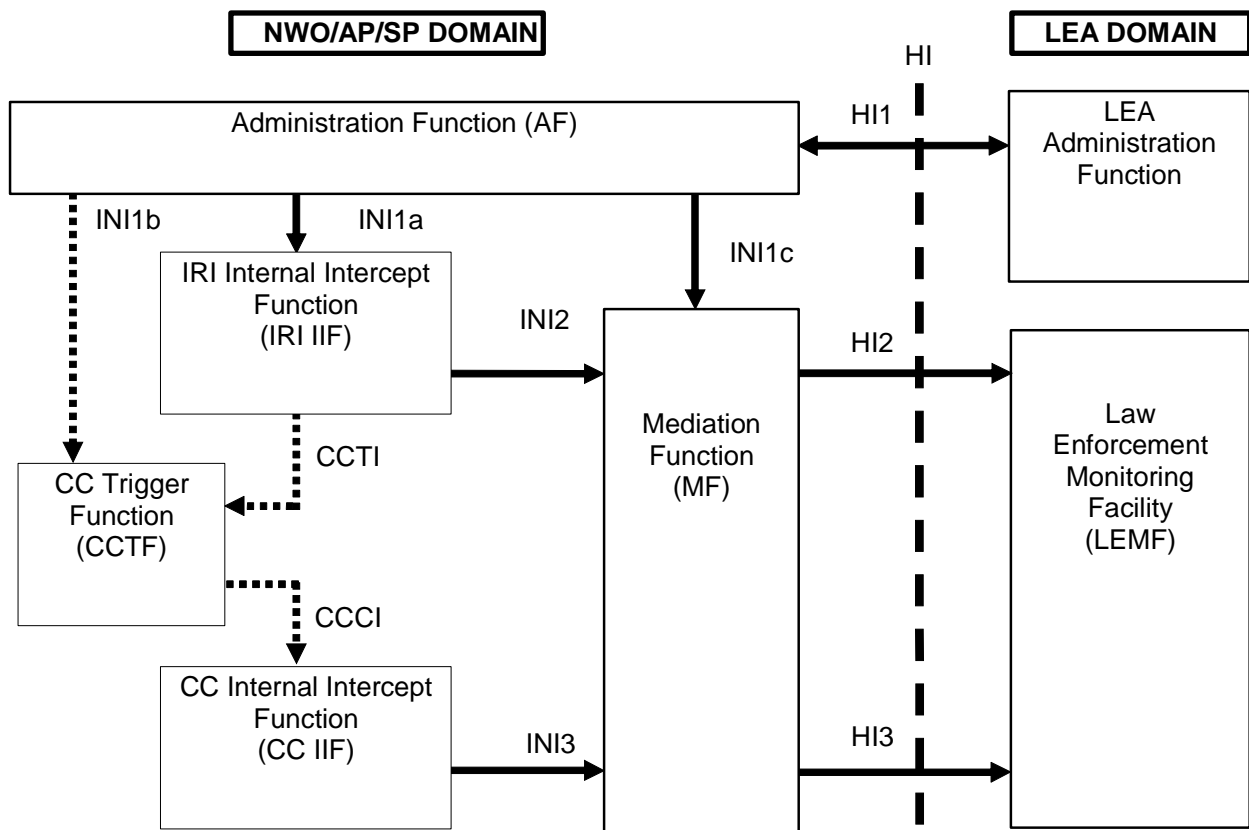 NWO/AP/SP DOMAIN
LEA DOMAIN
HI
Administration Function (AF)
HI1
LEA
Administration
Function
INI1b
INI1a
INI1c
IRI Internal Intercept
Function
(IRI IIF)
INI2
HI2
CCTI
Mediation
Function
(MF)
Law
Enforcement
Monitoring
Facility
(LEMF)
CC Trigger
Function
(CCTF)
CCCI
CC Internal Intercept
Function
(CC IIF)
INI3
HI3